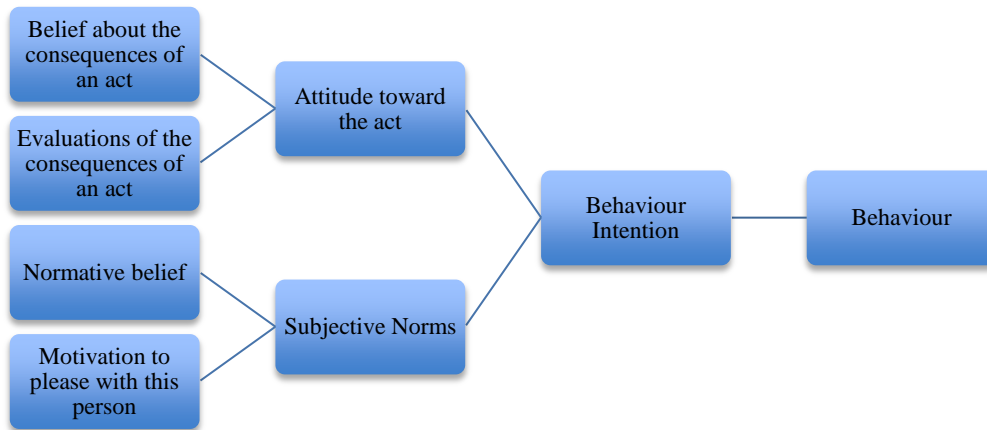 Belief about the
consequences of
an act
Evaluations of the
consequences of
an act
Attitude toward
the act
Normative belief
Motivation to
please with this
person
Subjective Norms
Behaviour
Intention
Behaviour